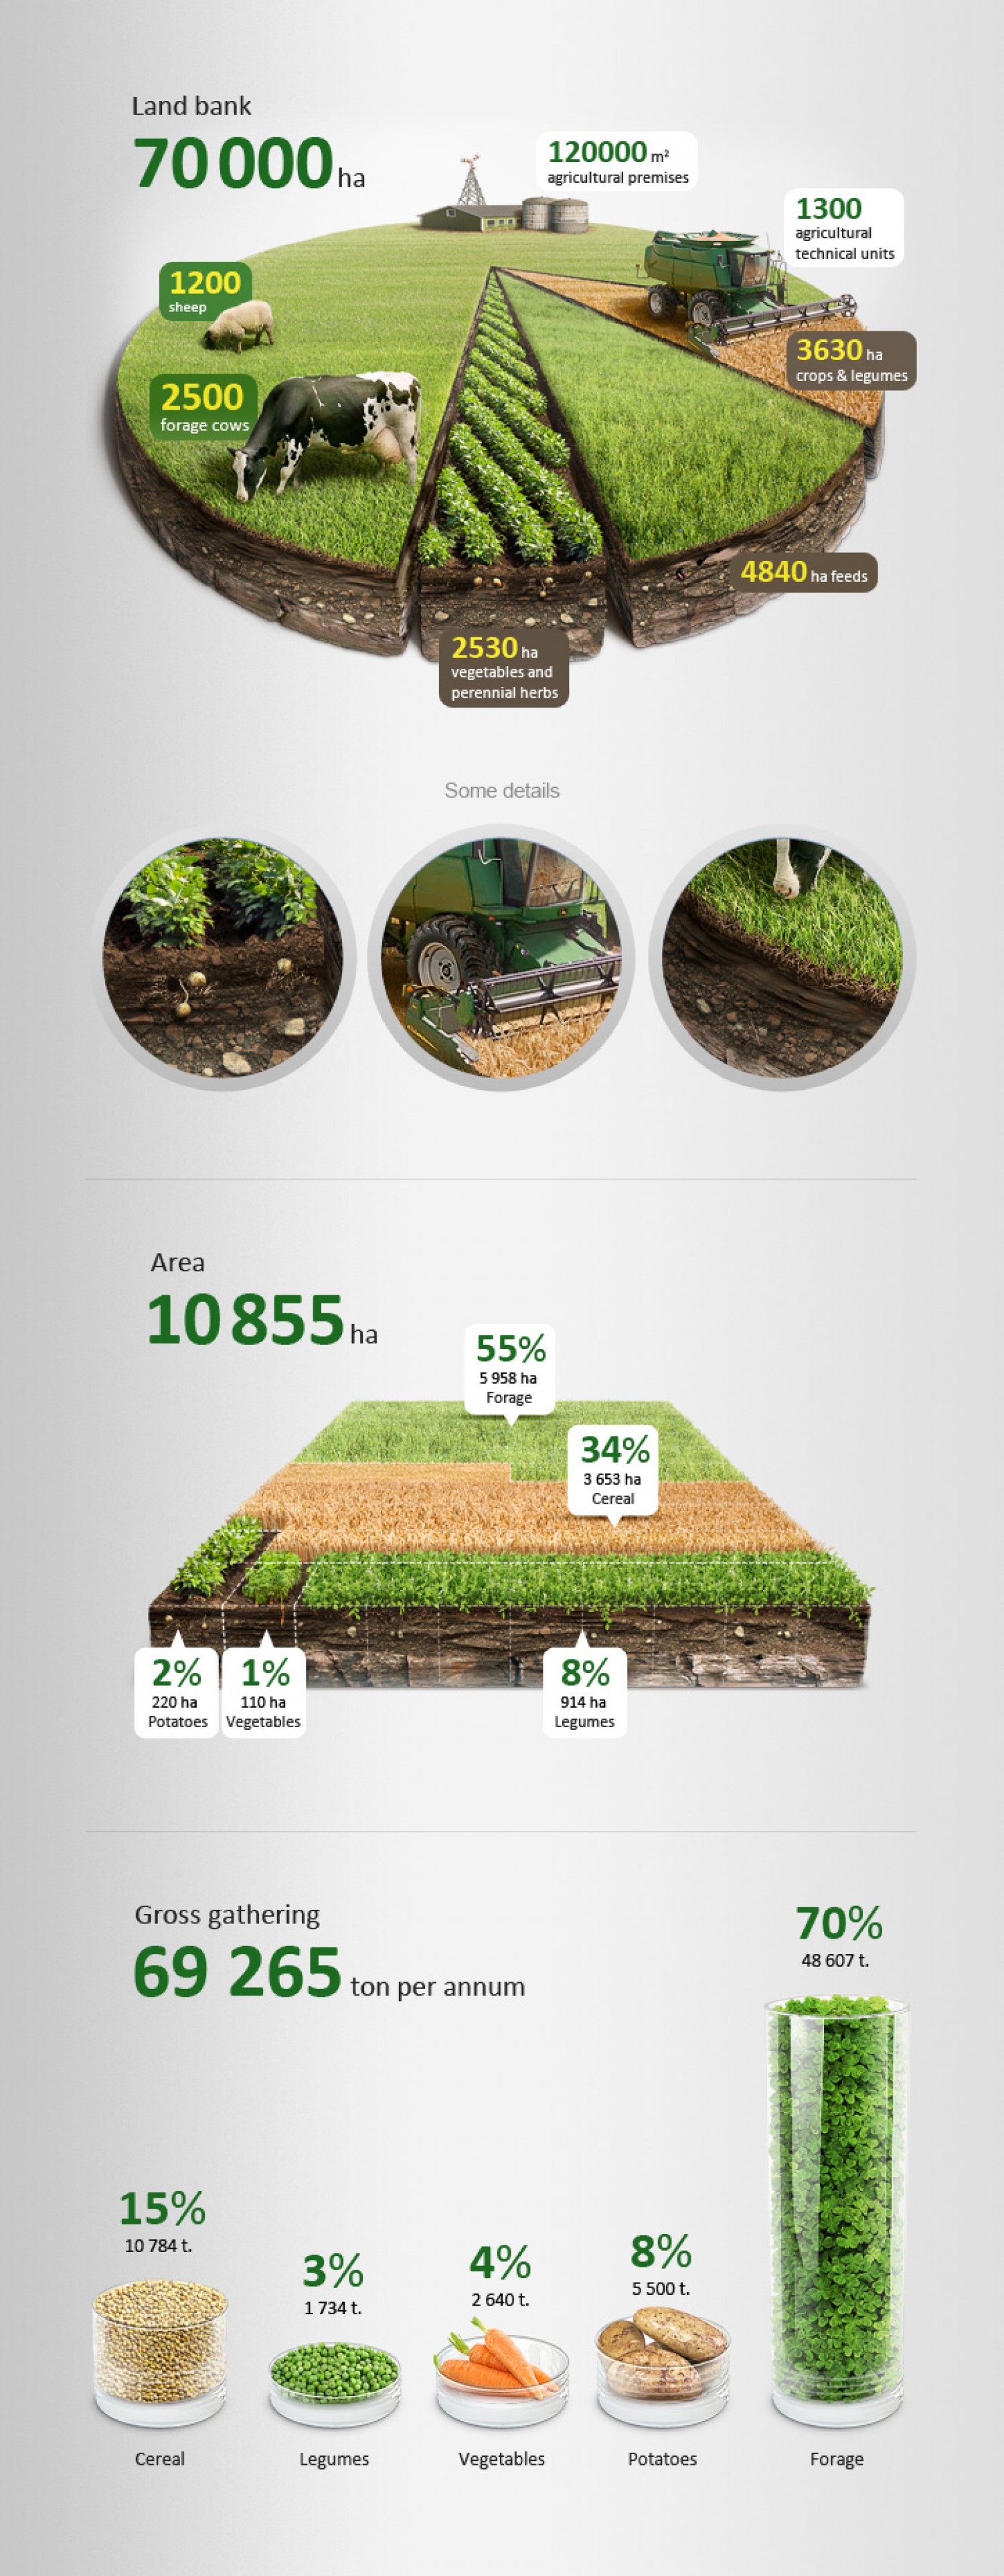 Land bank
70 000 ha
120000 m²
agricultural premises
1300
agricultural
technical units
1200
sheep
3630 ha
crops & legumes
2500
forage cows
4840 ha feeds
2530 ha
vegetables and
perennial herbs
Some details
Area
10 855 ha
55%
5 958 ha
Forage
34%
3 653 ha
Cereal
2%
220 ha
Potatoes
1%
110 ha
Vegetables
8%
914 ha
Legumes
Gross gathering
69 265 ton per annum
70%
48 607 t.
15%
10 784 t.
3%
1 734 t.
4%
2 640 t.
8%
5 500 t.
Cereal
Legumes
Vegetables
Potatoes
Forage